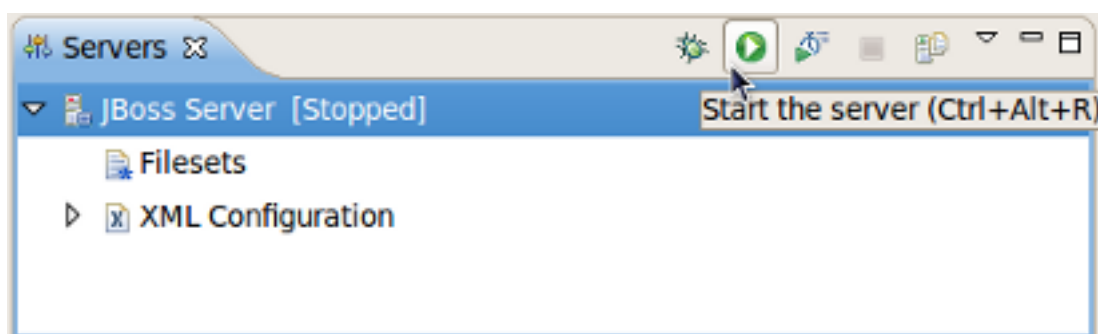 Servers
JBoss Server [Stopped]
Start the server (Ctrl+Alt+R)
Filesets
XML Configuration